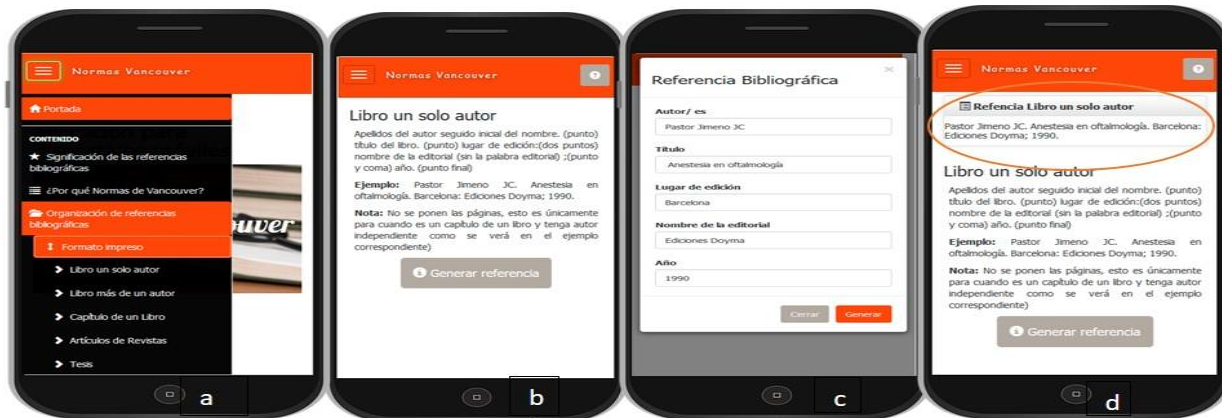 Normas Vancouver
Portada
CONTENIDO
Significación de las referencias
bibliográficas
¿Por qué Normas de Vancouver?
Organización de referencias
bibliográficas
Formato impreso
Libro un solo autor
Libro más de un autor
Capítulo de un Libro
Artículos de Revistas
Tesis
uver
a
Normas Vancouver
?
Libro un solo autor
Apelidos del autor seguido inicial del nombre. (punto)
título del libro. (punto) lugar de edición:(dos puntos)
nombre de la editorial (sin la palabra editorial) ;(punto
y coma) año. (punto final)
Ejemplo: Pastor Jimeno JC. Anestesia en
oftalmología. Barcelona: Ediciones Doyma; 1990.
Nota: No se ponen las páginas, esto es únicamente
para cuando es un capítulo de un libro y tenga autor
independiente como se verá en el ejemplo
correspondiente)
Generar referencia
b
Referencia Bibliográfica
×
Autor/ es
Pastor Jimeno JC
Título
Anestesia en oftalmología
Lugar de edición
Barcelona
Nombre de la editorial
Ediciones Doyma
Año
1990
Cerrar Generar
c
Normas Vancouver
?
Refencia Libro un solo autor
Pastor Jimeno JC. Anestesia en oftalmología. Barcelona:
Ediciones Doyma; 1990.
Libro un solo autor
Apelidos del autor seguido inicial del nombre. (punto)
título del libro. (punto) lugar de edición:(dos puntos)
nombre de la editorial (sin la palabra editorial) ;(punto
y coma) año. (punto final)
Ejemplo: Pastor Jimeno JC. Anestesia en
oftalmología. Barcelona: Ediciones Doyma; 1990.
Nota: No se ponen las páginas, esto es únicamente
para cuando es un capítulo de un libro y tenga autor
independiente como se verá en el ejemplo
correspondiente)
Generar referencia
d